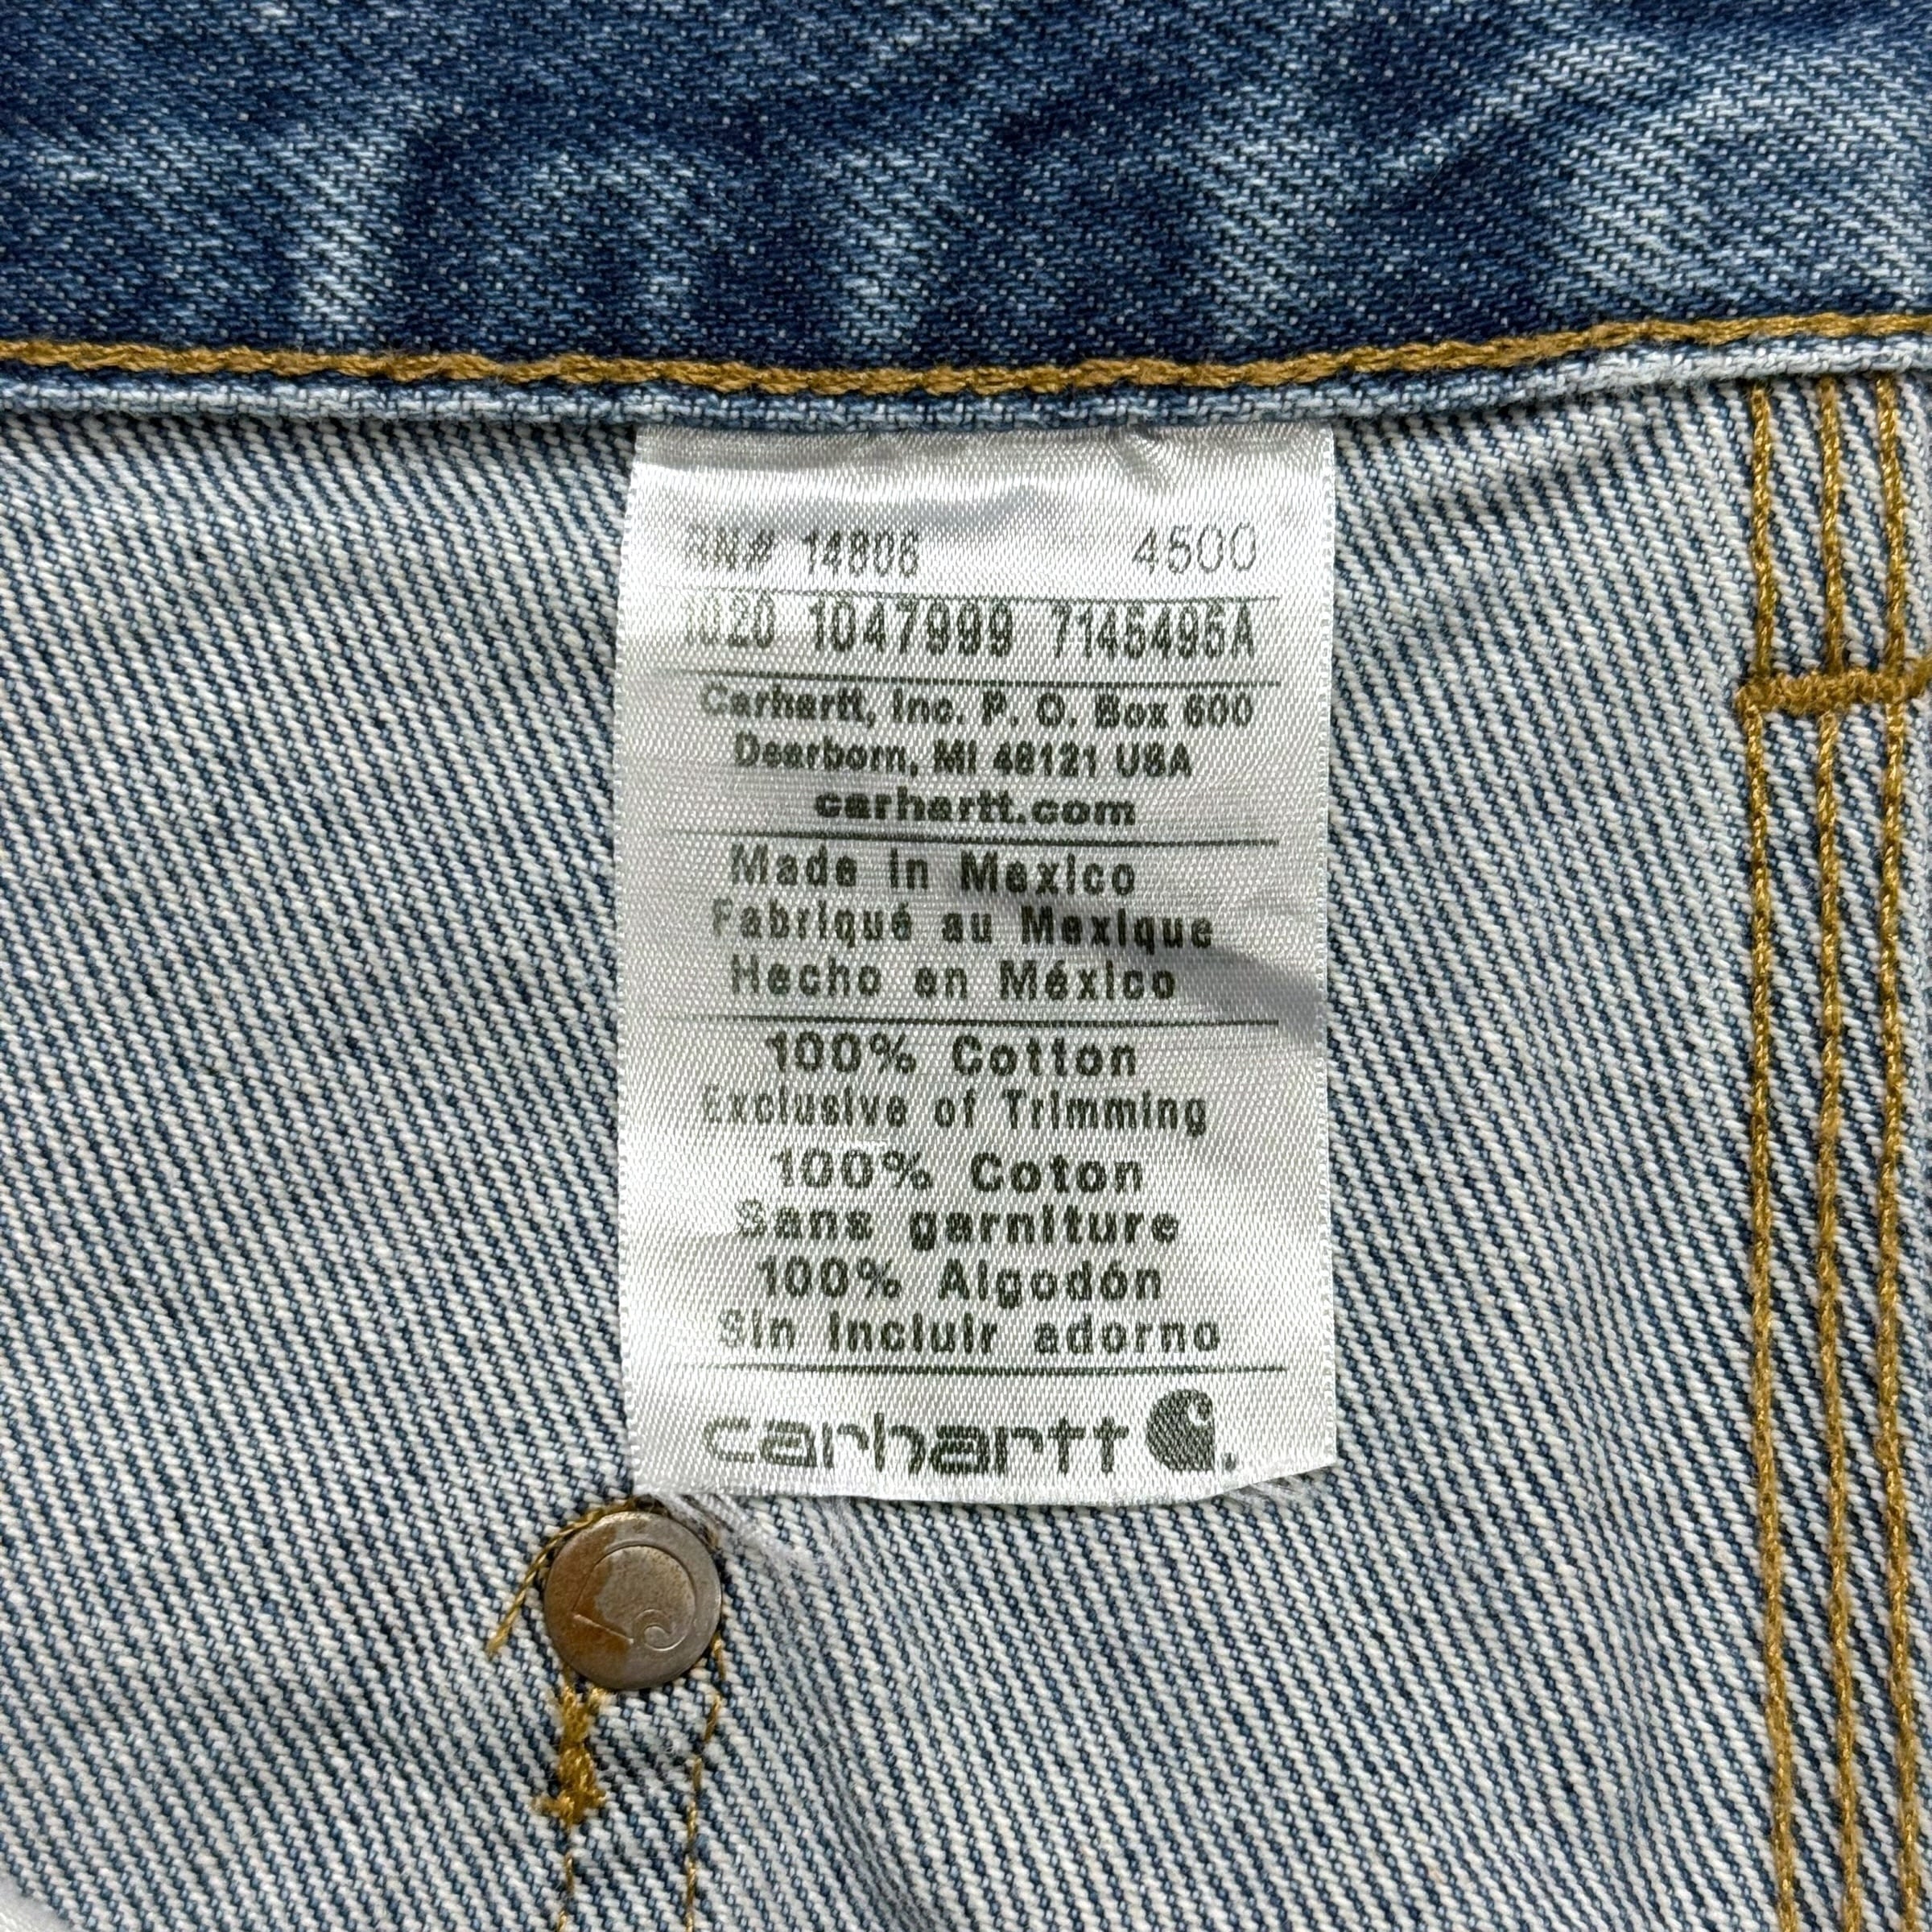 RN# 14806 4500
1020 1047999 7145495A
Carhartt, Inc. P. O. Box 600
Dearborn, MI 48121 USA
carhartt.com
Made in Mexico
Fabriqué au Mexique
Hecho en México
100% Cotton
Exclusive of Trimming
100% Coton
Sans garniture
100% Algodón
Sin incluir adorno
carhartt